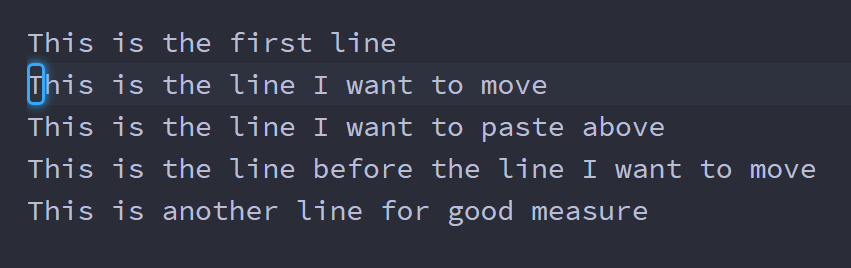 This is the first line
This is the line I want to move
This is the line I want to paste above
This is the line before the line I want to move
This is another line for good measure